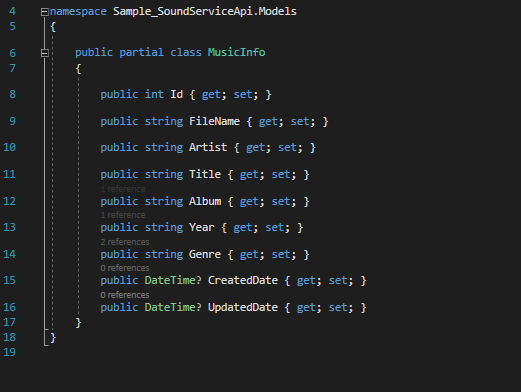 4 namespace Sample_SoundServiceApi.Models
5 {
6 public partial class MusicInfo
7 {
8 public int Id { get; set; }
9 public string FileName { get; set; }
10 public string Artist { get; set; }
11 public string Title { get; set; }
1 reference
12 public string Album { get; set; }
1 reference
13 public string Year { get; set; }
2 references
14 public string Genre { get; set; }
0 references
15 public DateTime? CreatedDate { get; set; }
0 references
16 public DateTime? UpdatedDate { get; set; }
17 }
18 }
19